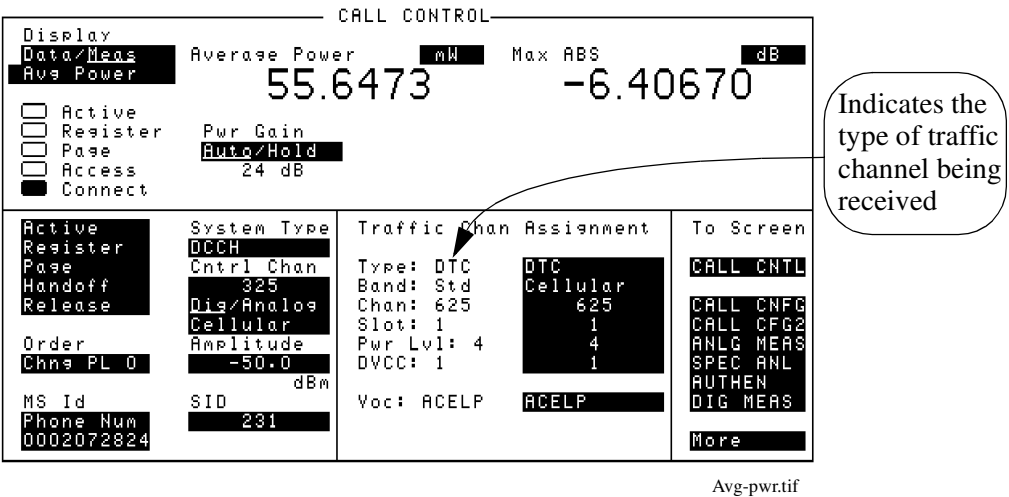 CALL CONTROL
Display
Data/Meas
Avg Power
Average Power mW
55.6473
Max ABS dB
-6.40670
Active
Register
Page
Access
Connect
Pwr Gain
Auto/Hold
24 dB
Indicates the
type of traffic
channel being
received
Active
Register
Page
Handoff
Release
Order
Chng PL 0
MS Id
Phone Num
0002072824
System Type
DCCH
Cntrl Chan
325
Dig/Analog
Cellular
Amplitude
-50.0
dBm
SID
231
Traffic Chan Assignment
Type: DTC DTC
Band: Std Cellular
Chan: 625 625
Slot: 1 1
Pwr Lvl: 4 4
DVCC: 1 1
Voc: ACELP ACELP
To Screen
CALL CNTL
CALL CNFG
CALL CFG2
ANLG MEAS
SPEC ANL
AUTHEN
DIG MEAS
More
Avg-pwr.tif